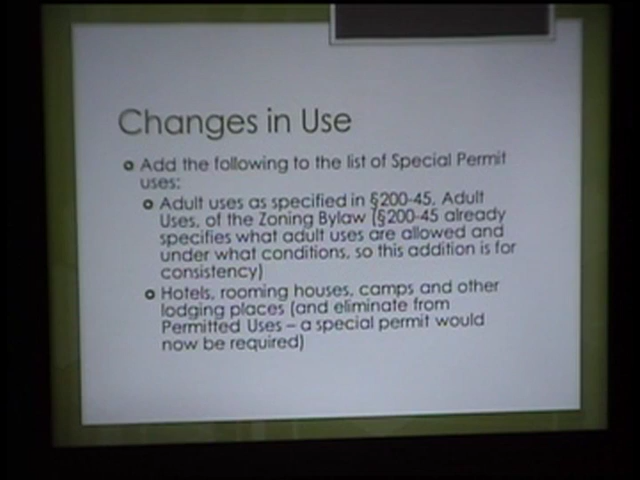 Changes in Use
Add the following to the list of Special Permit
uses:
Adult uses as specified in §200-45, Adult
Uses, of the Zoning Bylaw (§200-45 already
specifies what adult uses are allowed and
under what conditions, so this addition is for
consistency)
Hotels, rooming houses, camps and other
lodging places (and eliminate from
Permitted Uses – a special permit would
now be required)